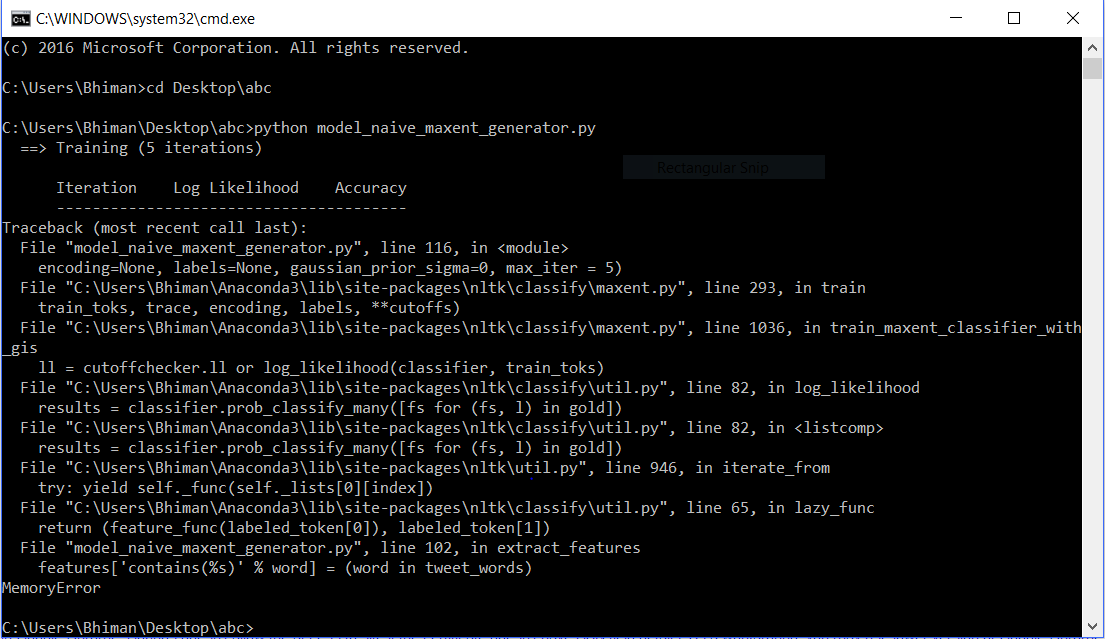 C:\WINDOWS\system32\cmd.exe
(c) 2016 Microsoft Corporation. All rights reserved.
C:\Users\Bhiman>cd Desktop\abc
C:\Users\Bhiman\Desktop\abc>python model_naive_maxent_generator.py
==> Training (5 iterations)
Rectangular Snip
Iteration    Log Likelihood    Accuracy
---------------------------------------
Traceback (most recent call last):
File "model_naive_maxent_generator.py", line 116, in <module>
encoding=None, labels=None, gaussian_prior_sigma=0, max_iter = 5)
File "C:\Users\Bhiman\Anaconda3\lib\site-packages\nltk\classify\maxent.py", line 293, in train
train_toks, trace, encoding, labels, **cutoffs)
File "C:\Users\Bhiman\Anaconda3\lib\site-packages\nltk\classify\maxent.py", line 1036, in train_maxent_classifier_with
_gis
ll = cutoffchecker.ll or log_likelihood(classifier, train_toks)
File "C:\Users\Bhiman\Anaconda3\lib\site-packages\nltk\classify\util.py", line 82, in log_likelihood
results = classifier.prob_classify_many([fs for (fs, l) in gold])
File "C:\Users\Bhiman\Anaconda3\lib\site-packages\nltk\classify\util.py", line 82, in <listcomp>
results = classifier.prob_classify_many([fs for (fs, l) in gold])
File "C:\Users\Bhiman\Anaconda3\lib\site-packages\nltk\util.py", line 946, in iterate_from
try: yield self._func(self._lists[0][index])
File "C:\Users\Bhiman\Anaconda3\lib\site-packages\nltk\classify\util.py", line 65, in lazy_func
return (feature_func(labeled_token[0]), labeled_token[1])
File "model_naive_maxent_generator.py", line 102, in extract_features
features['contains(%s)' % word] = (word in tweet_words)
MemoryError
C:\Users\Bhiman\Desktop\abc>